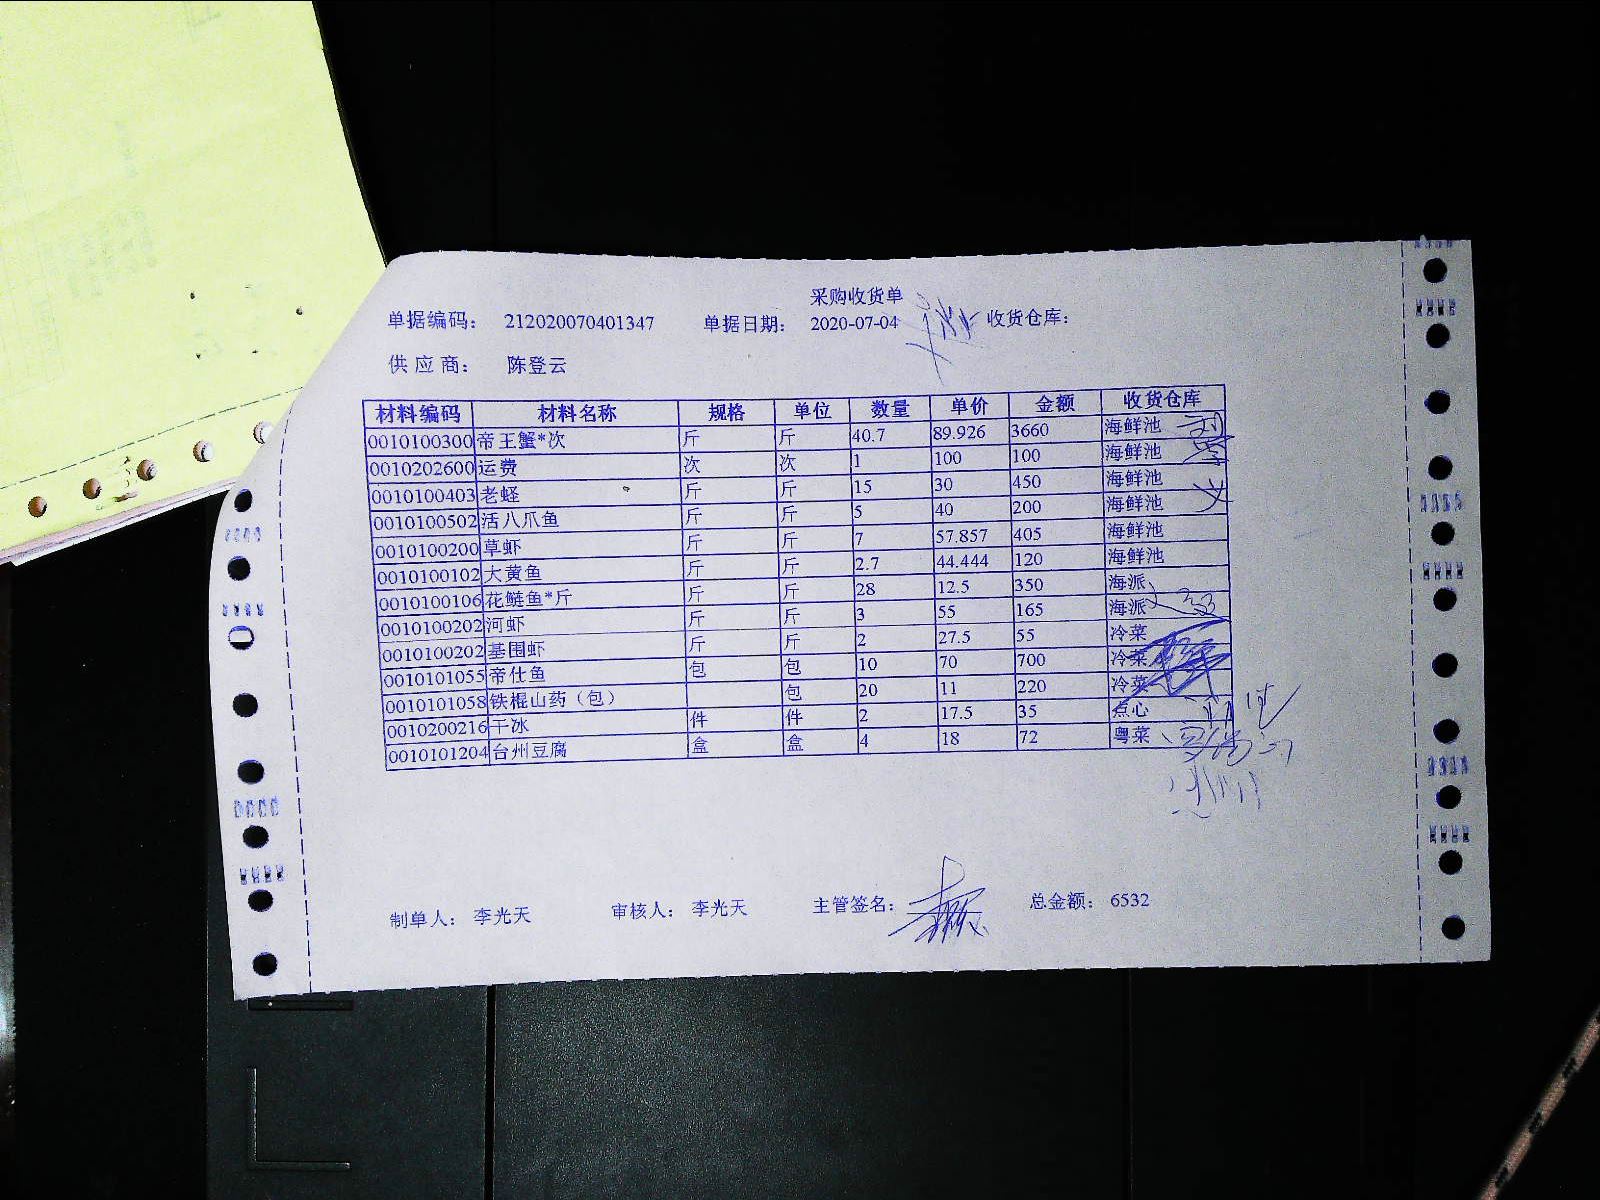 采购收货单
单据编码： 212020070401347 单据日期： 2020-07-04 收货仓库：
供应商： 陈登云
材料编码 材料名称 规格 单位 数量 单价 金额 收货仓库
0010100300 帝王蟹*次 斤 斤 40.7 89.926 3660 海鲜池
0010202600 运费 次 次 1 100 100 海鲜池
0010100403 老蛏 斤 斤 15 30 450 海鲜池
0010100502 活八爪鱼 斤 斤 5 40 200 海鲜池
0010100200 草虾 斤 斤 7 57.857 405 海鲜池
0010100102 大黄鱼 斤 斤 2.7 44.444 120 海鲜池
0010100106 花鲢鱼*斤 斤 斤 28 12.5 350 海派
0010100202 河虾 斤 斤 3 55 165 海派
0010100202 基围虾 斤 斤 2 27.5 55 冷菜
0010101055 帝仕鱼 包 包 10 70 700 冷菜
0010101058 铁棍山药（包） 包 20 11 220 冷菜
0010200216 干冰 件 件 2 17.5 35 点心
0010101204 台州豆腐 盒 盒 4 18 72 粤菜
制单人： 李光天 审核人： 李光天 主管签名： 总金额： 6532